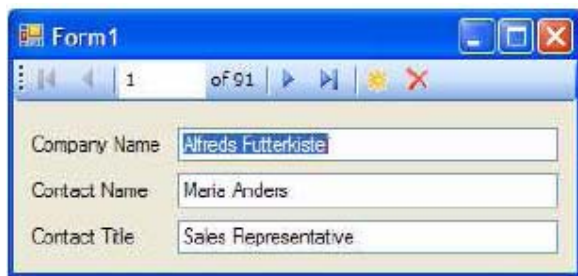 Form1
1 of 91
Company Name Alfreds Futterkiste
Contact Name Maria Anders
Contact Title Sales Representative